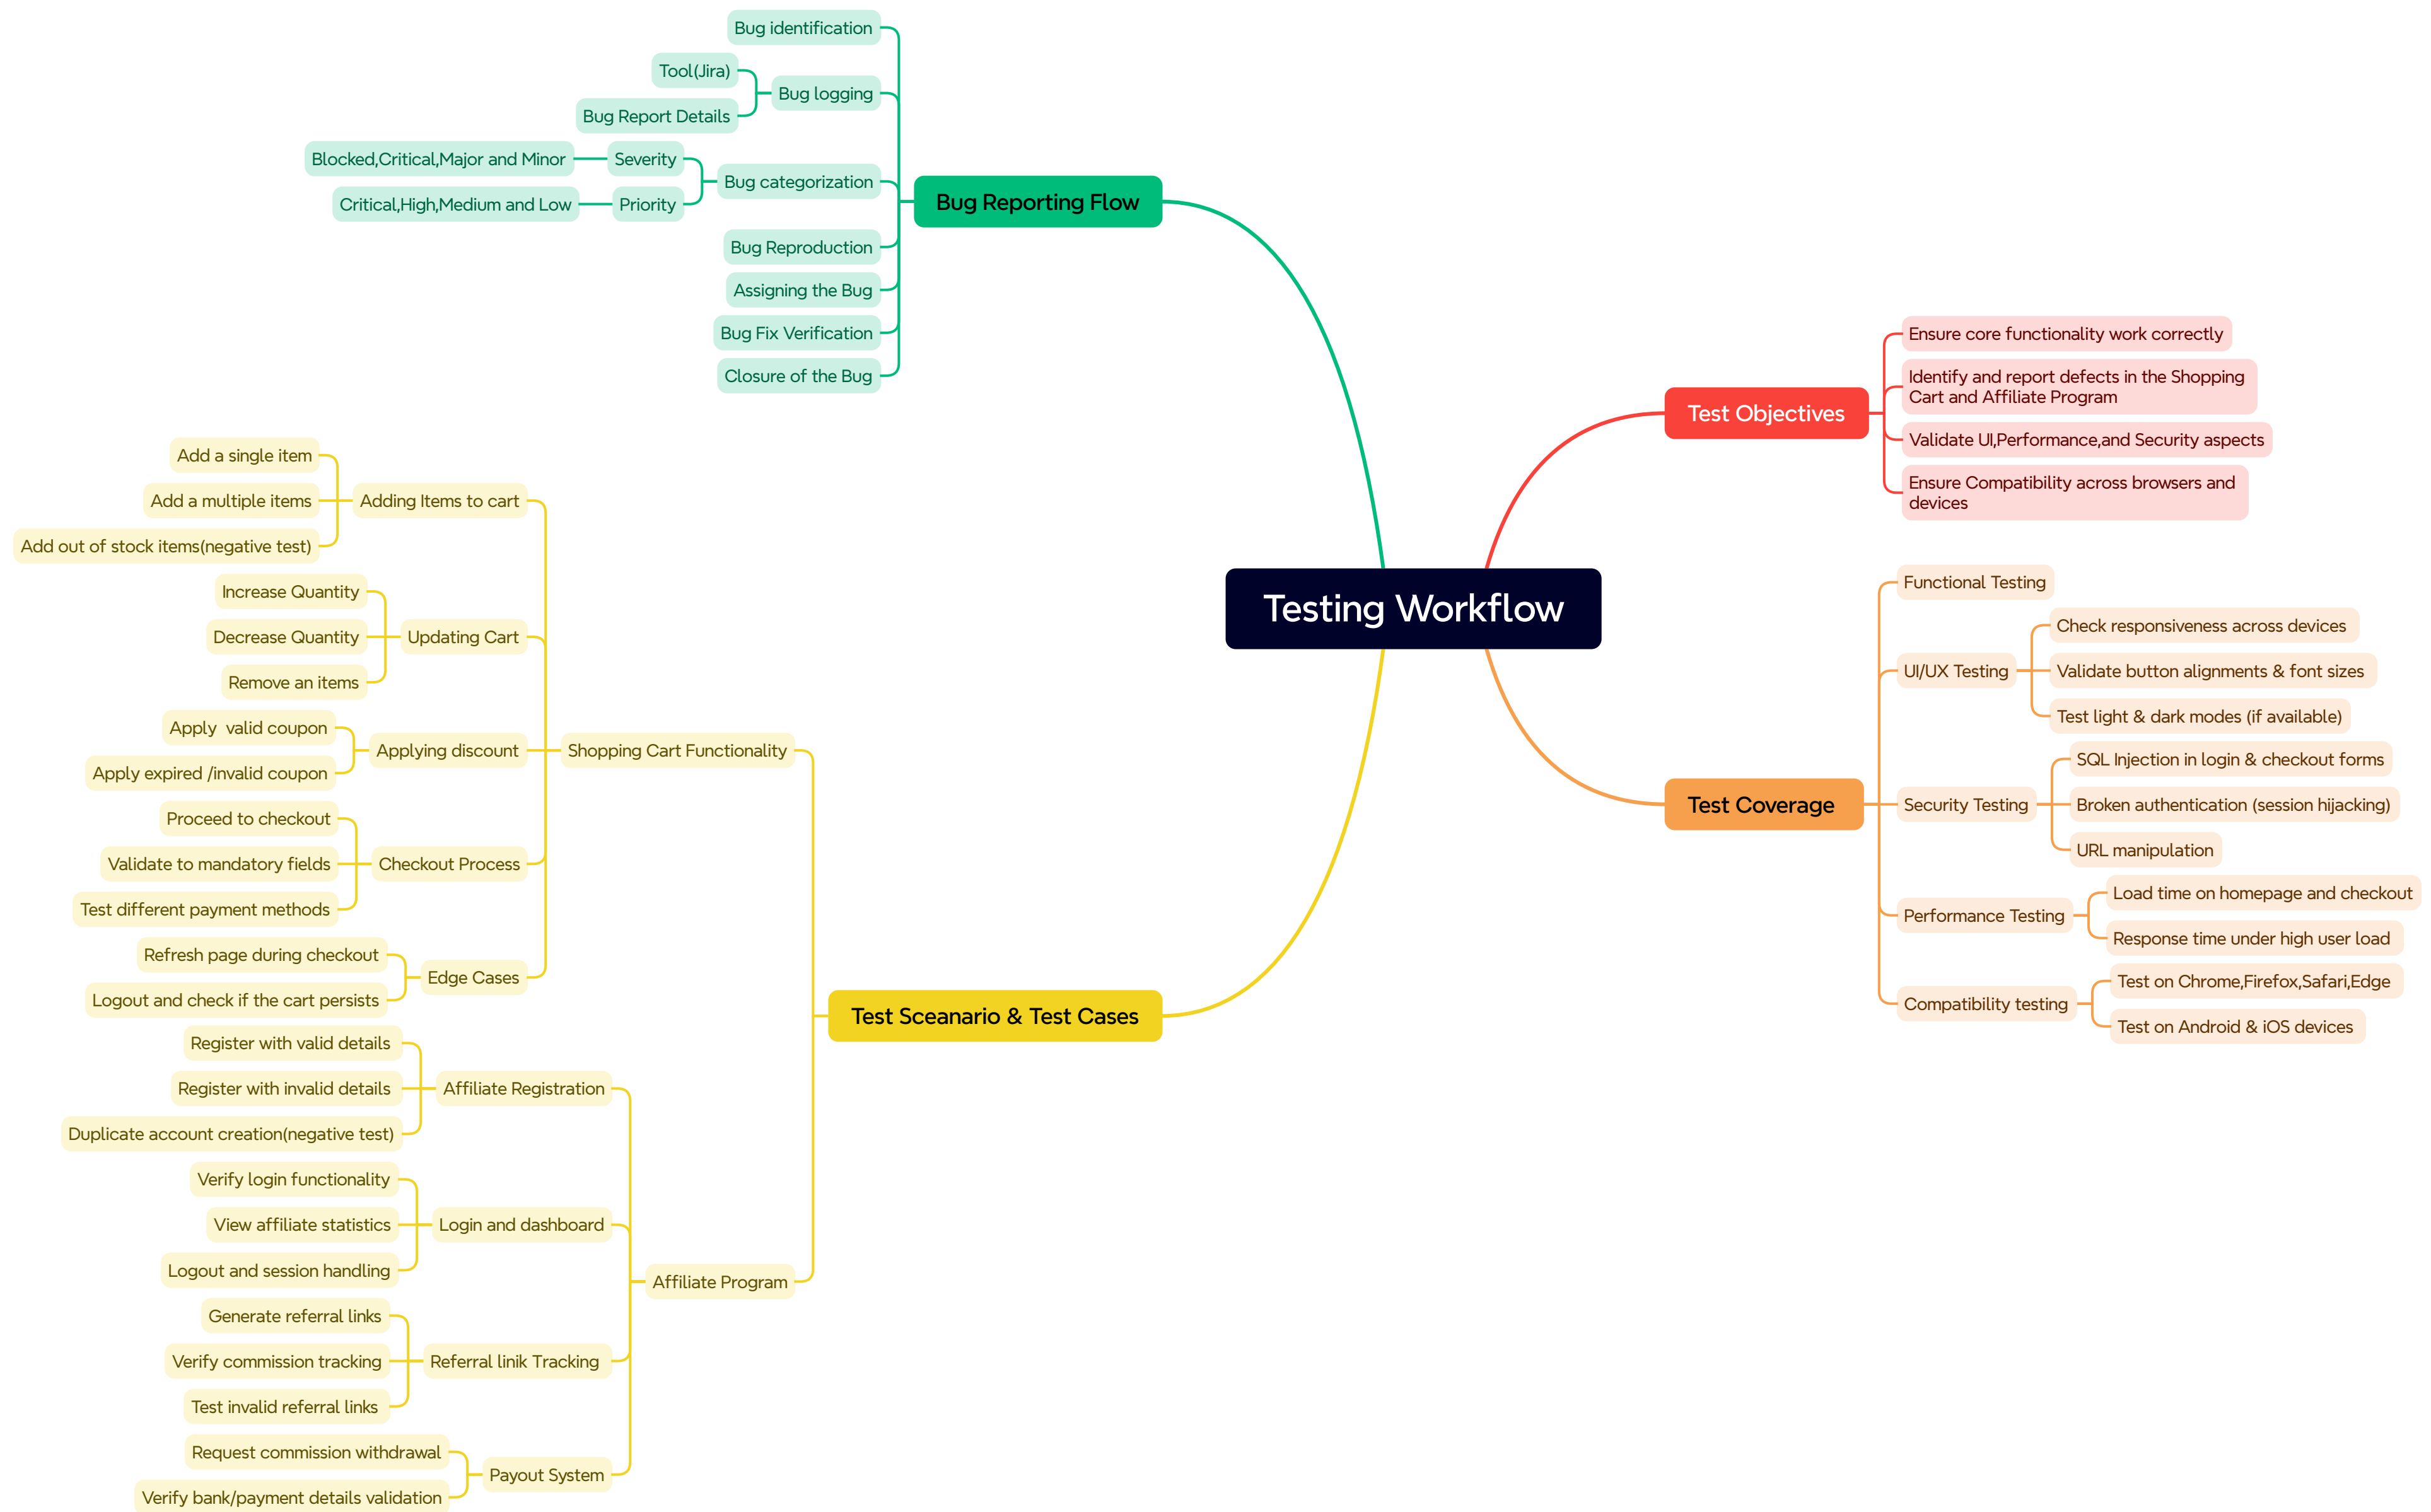 Testing Workflow
Test Objectives
Ensure core functionality work correctly
Identify and report defects in the Shopping
Cart and Affiliate Program
Validate UI,Performance,and Security aspects
Ensure Compatibility across browsers and
devices
Test Coverage
Functional Testing
UI/UX Testing
Check responsiveness across devices
Validate button alignments & font sizes
Test light & dark modes (if available)
Security Testing
SQL Injection in login & checkout forms
Broken authentication (session hijacking)
URL manipulation
Performance Testing
Load time on homepage and checkout
Response time under high user load
Compatibility testing
Test on Chrome,Firefox,Safari,Edge
Test on Android & iOS devices
Bug Reporting Flow
Bug identification
Bug logging
Tool(Jira)
Bug Report Details
Bug categorization
Severity
Blocked,Critical,Major and Minor
Priority
Critical,High,Medium and Low
Bug Reproduction
Assigning the Bug
Bug Fix Verification
Closure of the Bug
Test Sceanario & Test Cases
Shopping Cart Functionality
Adding Items to cart
Add a single item
Add a multiple items
Add out of stock items(negative test)
Updating Cart
Increase Quantity
Decrease Quantity
Remove an items
Applying discount
Apply  valid coupon
Apply expired /invalid coupon
Checkout Process
Proceed to checkout
Validate to mandatory fields
Test different payment methods
Edge Cases
Refresh page during checkout
Logout and check if the cart persists
Affiliate Program
Affiliate Registration
Register with valid details
Register with invalid details
Duplicate account creation(negative test)
Login and dashboard
Verify login functionality
View affiliate statistics
Logout and session handling
Referral linik Tracking
Generate referral links
Verify commission tracking
Test invalid referral links
Payout System
Request commission withdrawal
Verify bank/payment details validation